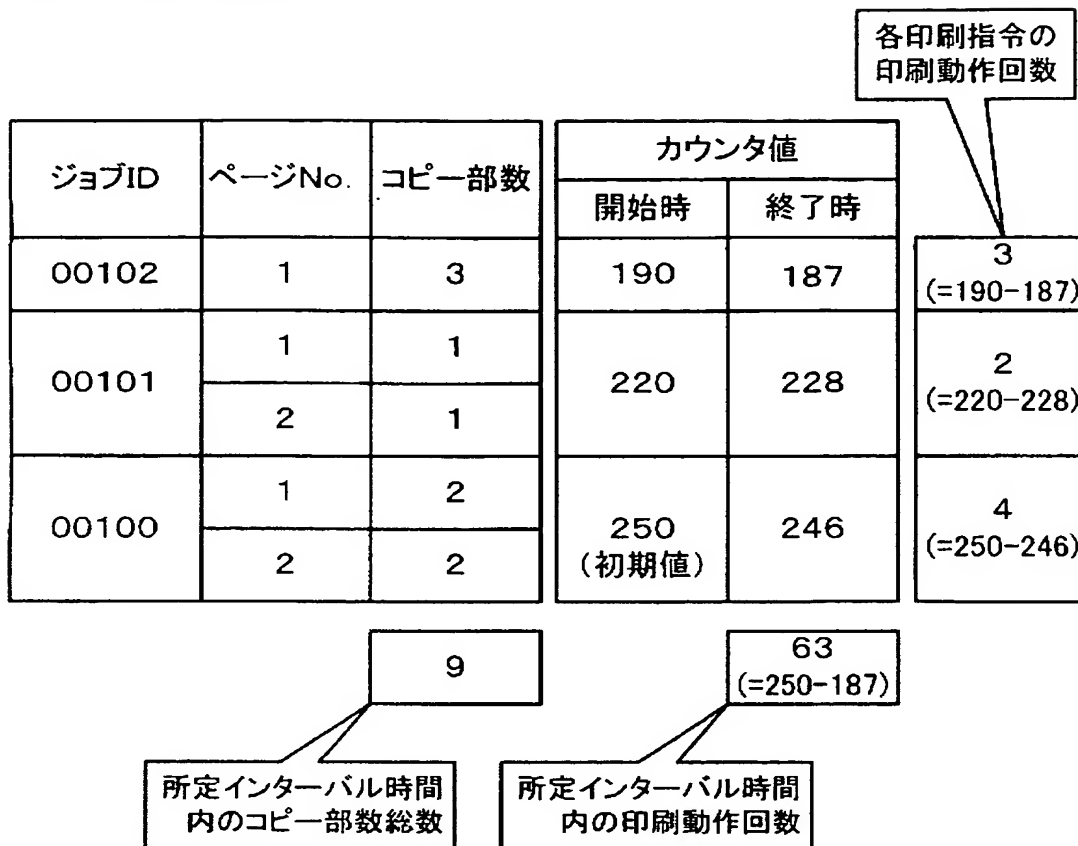 各印刷指令の
印刷動作回数
ジョブID
ページNo.
コピー部数
カウンタ値
開始時
終了時
00102
1
3
190
187
3
(=190-187)
00101
1
1
220
228
2
(=220-228)
2
1
00100
1
2
250
(初期値)
246
4
(=250-246)
2
2
9
63
(=250-187)
所定インターバル時間
内のコピー部数総数
所定インターバル時間
内の印刷動作回数